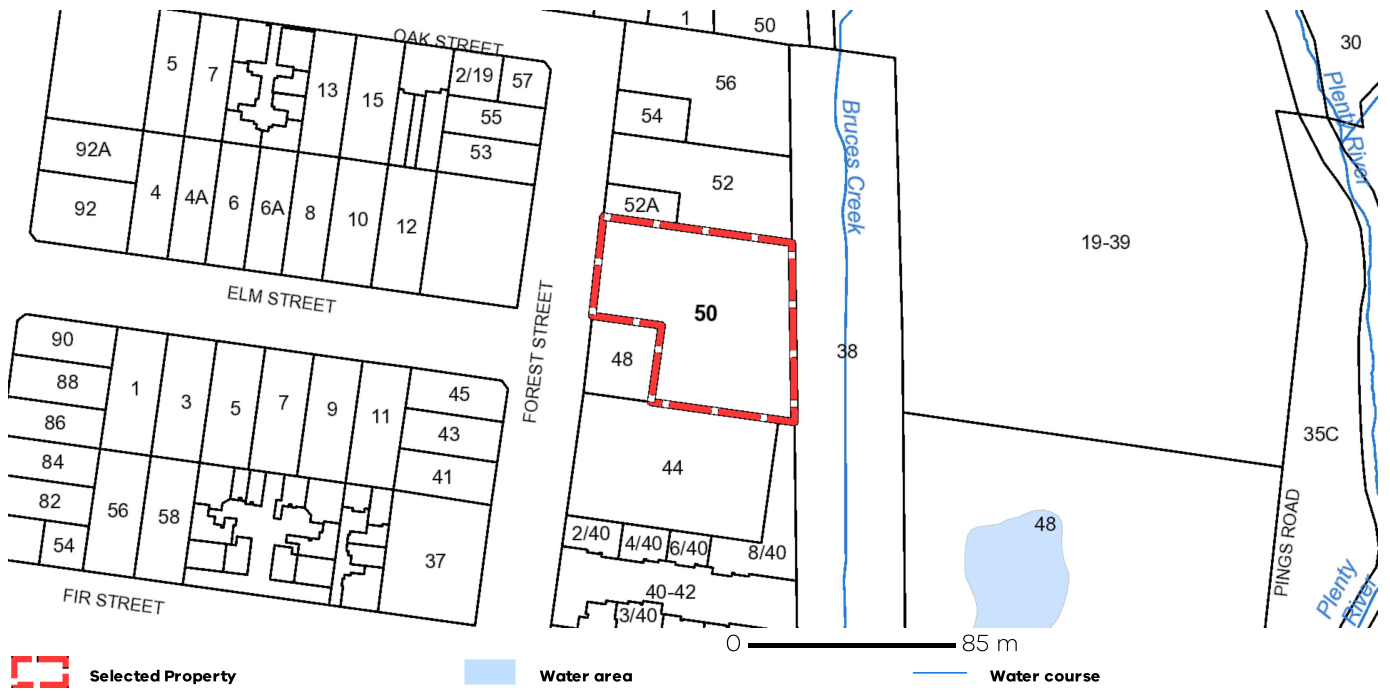 1
50
30
OAK STREET
5
7
13
15
2/19
57
56
54
55
53
92A
92
4
4A
6
6A
8
10
12
52
52A
Bruces Creek
Plenty River
19-39
ELM STREET
FOREST STREET
50
38
48
90
88
86
84
82
54
1
3
5
7
9
11
45
43
41
56
58
37
44
2/40
4/40
6/40
8/40
40-42
3/40
48
35C
PINGS ROAD
Plenty
River
FIR STREET
0
85 m
Selected Property
Water area
Water course